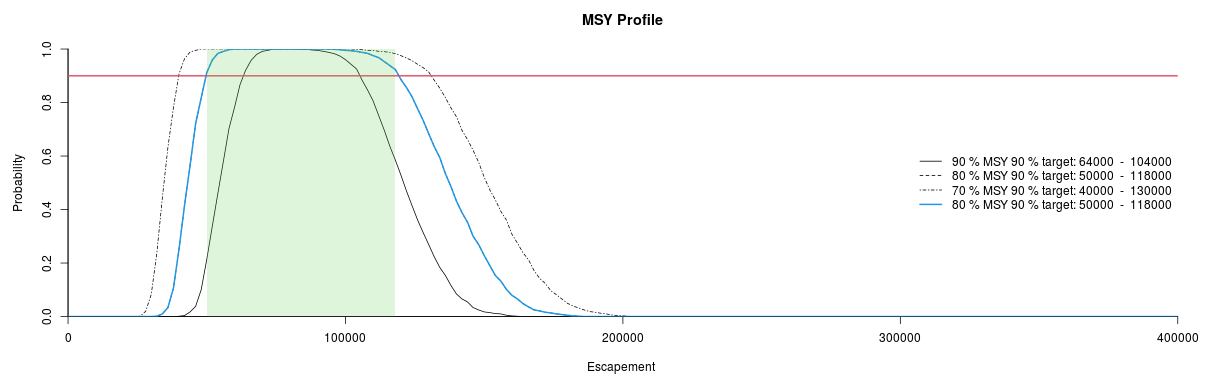 MSY Profile
Probability
1.0
0.8
0.6
0.4
0.2
0.0
90 % MSY 90 % target: 64000 - 104000
80 % MSY 90 % target: 50000 - 118000
70 % MSY 90 % target: 40000 - 130000
80 % MSY 90 % target: 50000 - 118000
0 100000 200000 300000 400000
Escapement